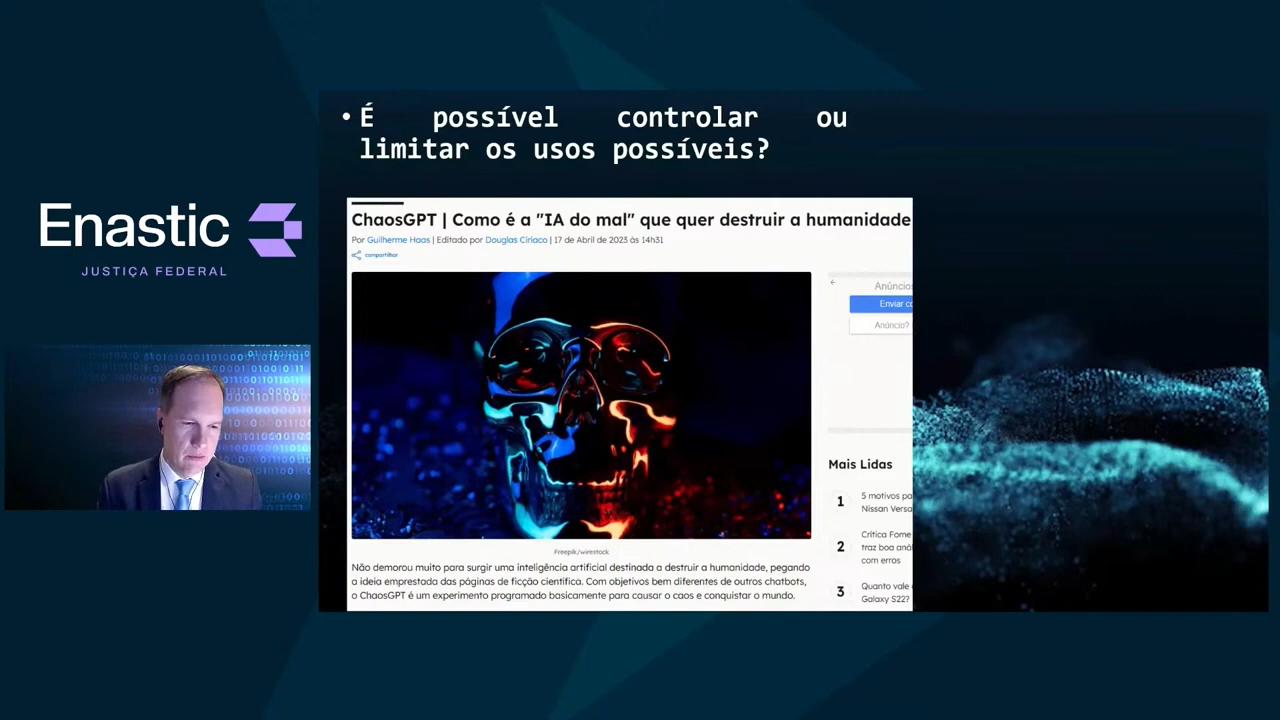 • É possível controlar ou
limitar os usos possíveis?
Enastic
JUSTIÇA FEDERAL
ChaosGPT | Como é a "IA do mal" que quer destruir a humanidade
Por Guilherme Haas | Editado por Douglas Ciriaco | 17 de Abril de 2023 às 14h31
compartilhar
Anúncios
Enviar co
Anúncio?
Freepik/wirestock
Não demorou muito para surgir uma inteligência artificial destinada a destruir a humanidade, pegando
a ideia emprestada das páginas de ficção científica. Com objetivos bem diferentes de outros chatbots,
o ChaosGPT é um experimento programado basicamente para causar o caos e conquistar o mundo.
Mais Lidas
1
5 motivos pa
Nissan Versa
2
Crítica Fome
traz boa anál
com erros
3
Quanto vale
Galaxy S22?